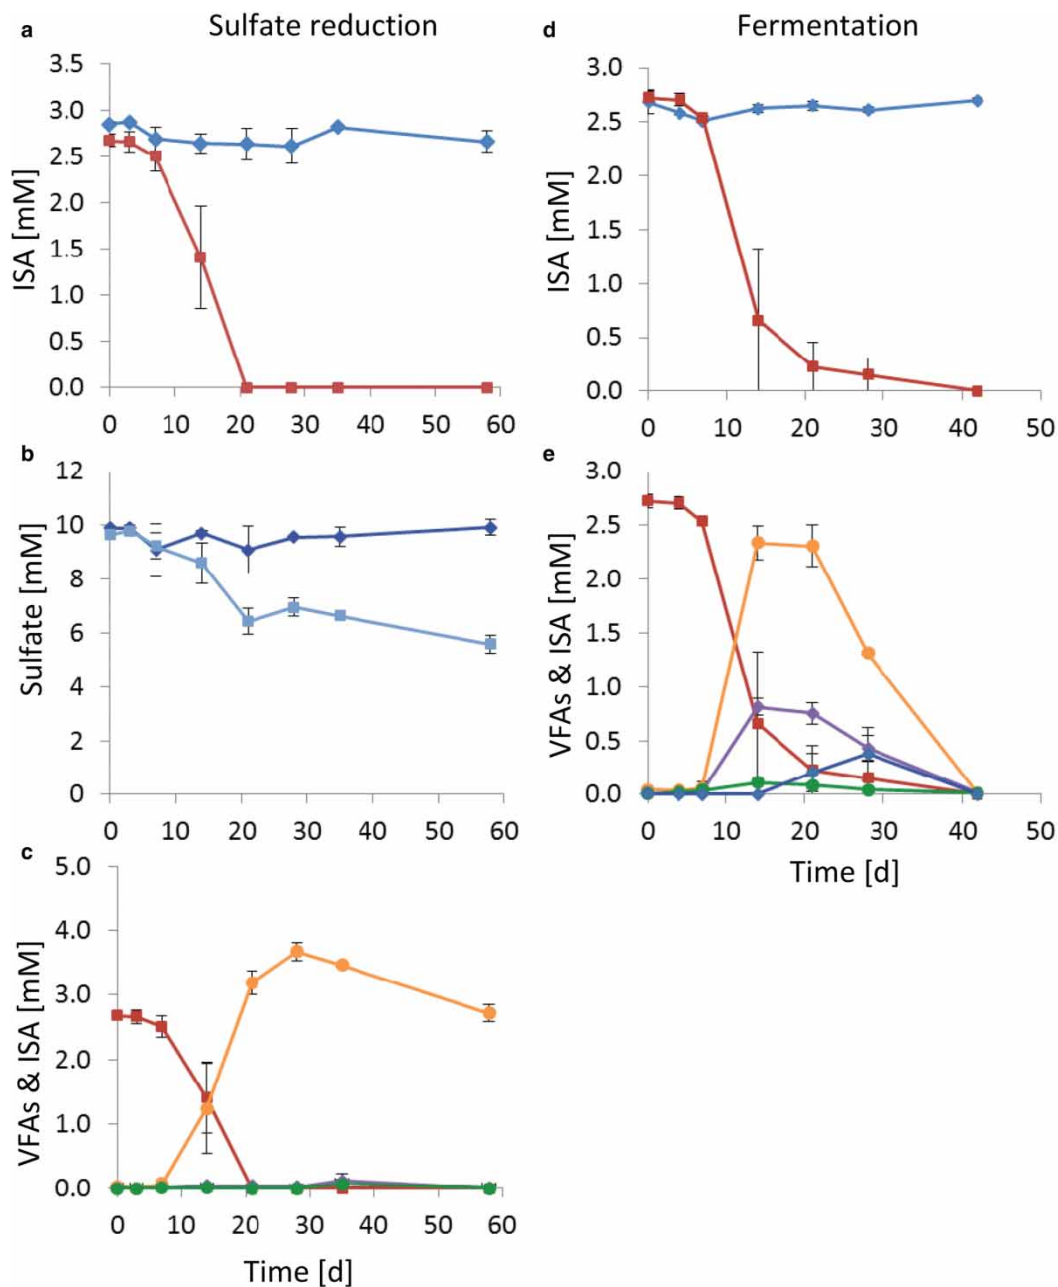 a
Sulfate reduction
3.5
3.0
2.5
2.0
1.5
1.0
0.5
0.0
ISA [mM]
0 10 20 30 40 50 60
b
12
10
8
6
4
2
0
Sulfate [mM]
0 10 20 30 40 50 60
c
5.0
4.0
3.0
2.0
1.0
0.0
VFAs & ISA [mM]
0 10 20 30 40 50 60
Time [d]
d
Fermentation
3.0
2.5
2.0
1.5
1.0
0.5
0.0
ISA [mM]
0 10 20 30 40 50
e
3.0
2.5
2.0
1.5
1.0
0.5
0.0
VFAs & ISA [mM]
0 10 20 30 40 50
Time [d]